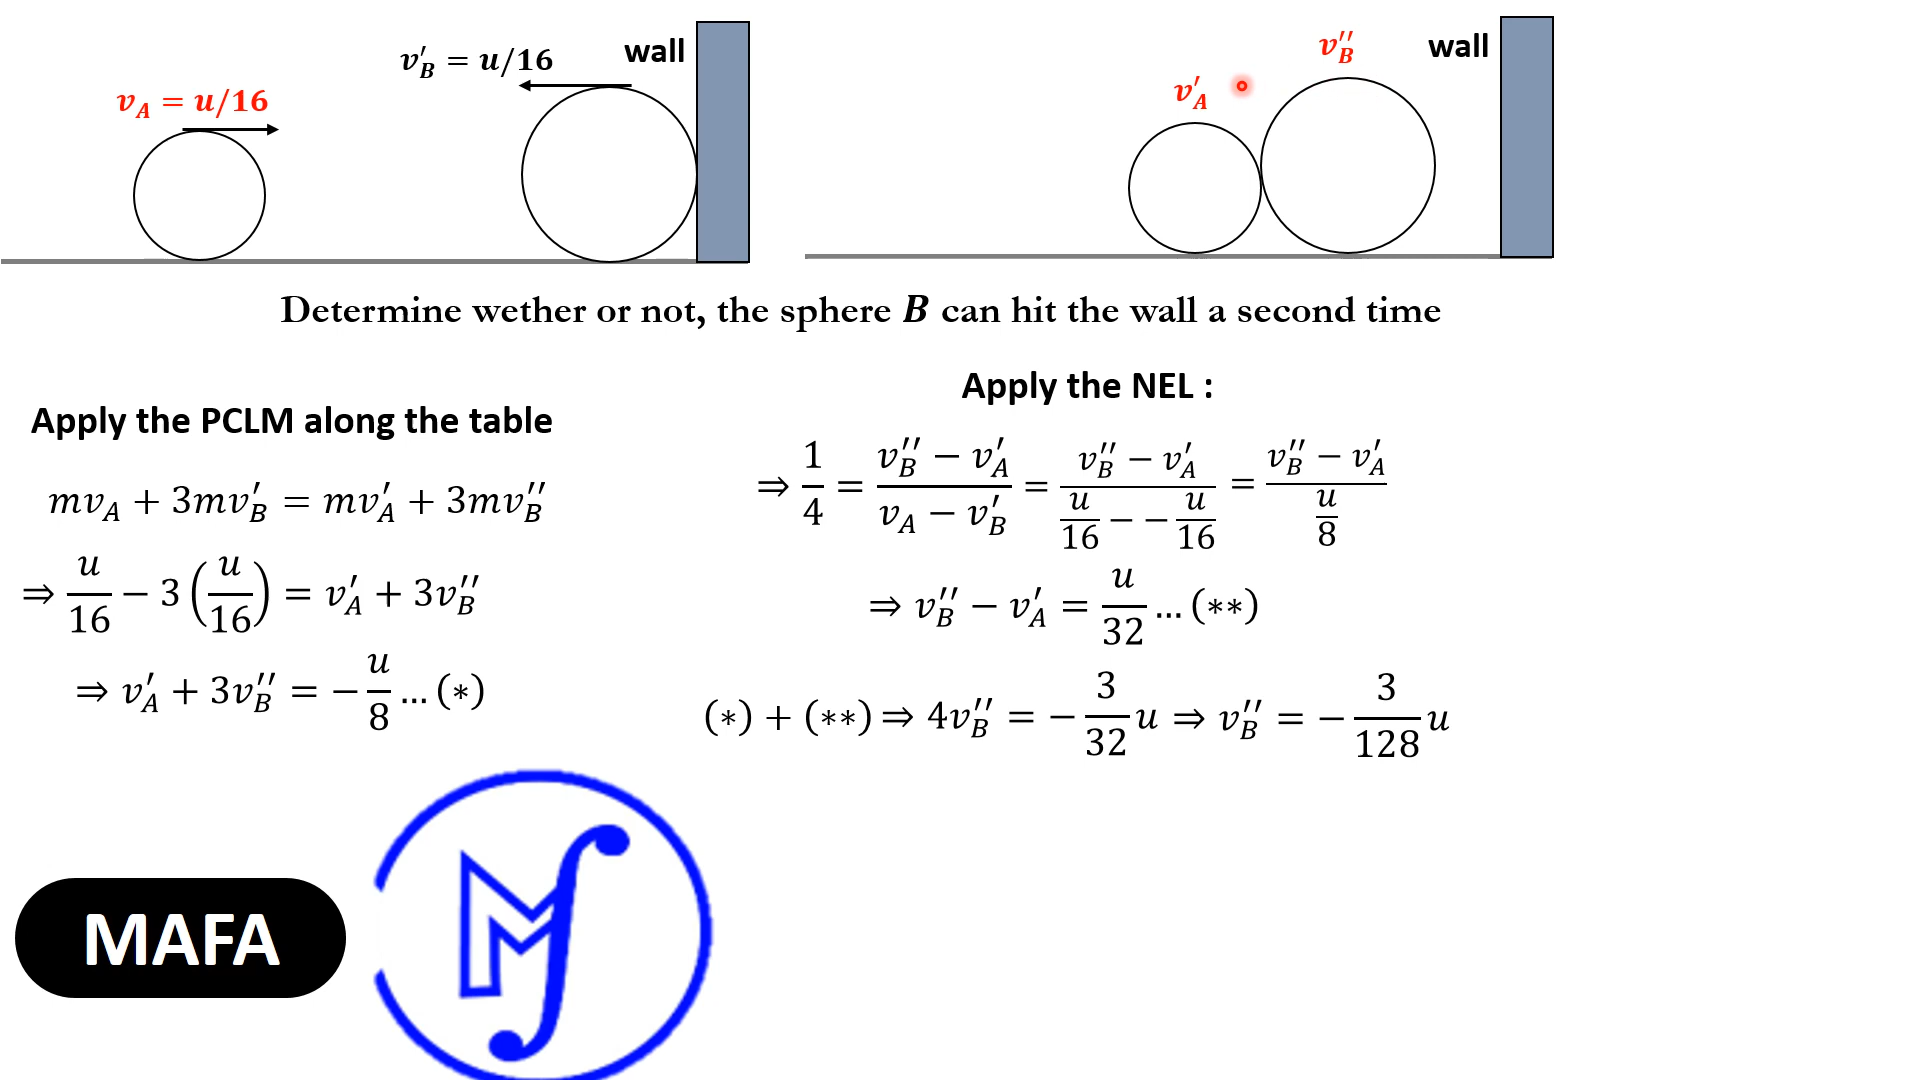 v_A = u/16
v′_B = u/16
wall
v′_A
v′′_B
wall
Determine wether or not, the sphere B can hit the wall a second time
Apply the PCLM along the table
mv_A + 3mv′_B = mv′_A + 3mv′′_B
⇒ u/16 − 3(u/16) = v′_A + 3v′′_B
⇒ v′_A + 3v′′_B = −u/8 … (∗)
Apply the NEL :
⇒ 1/4 = (v′′_B − v′_A)/(v_A − v′_B) = (v′′_B − v′_A)/(u/16 − − u/16) = (v′′_B − v′_A)/(u/8)
⇒ v′′_B − v′_A = u/32 … (∗∗)
(∗) + (∗∗) ⇒ 4v′′_B = −3/32 u ⇒ v′′_B = −3/128 u
MAFA